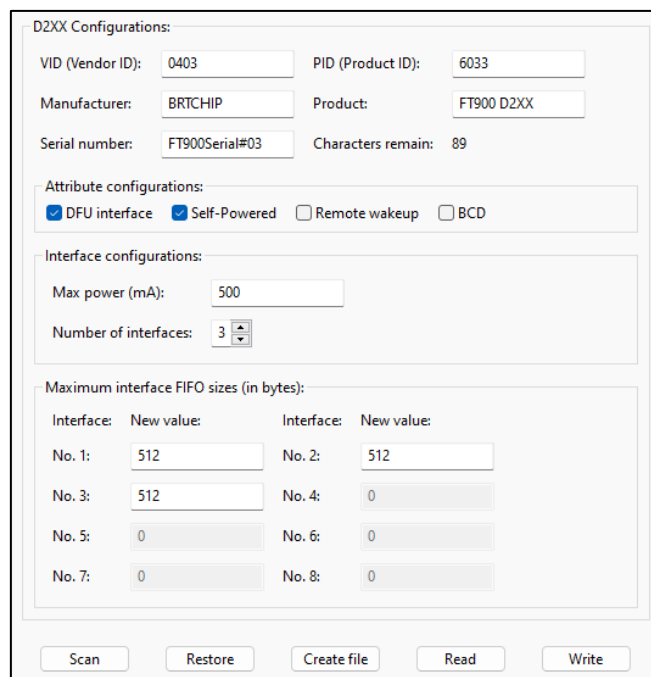 D2XX Configurations:
VID (Vendor ID): 0403 PID (Product ID): 6033
Manufacturer: BRTCHIP Product: FT900 D2XX
Serial number: FT900Serial#03 Characters remain: 89
Attribute configurations:
DFU interface Self-Powered Remote wakeup BCD
Interface configurations:
Max power (mA): 500
Number of interfaces: 3
Maximum interface FIFO sizes (in bytes):
Interface: New value: Interface: New value:
No. 1: 512 No. 2: 512
No. 3: 512 No. 4: 0
No. 5: 0 No. 6: 0
No. 7: 0 No. 8: 0
Scan Restore Create file Read Write